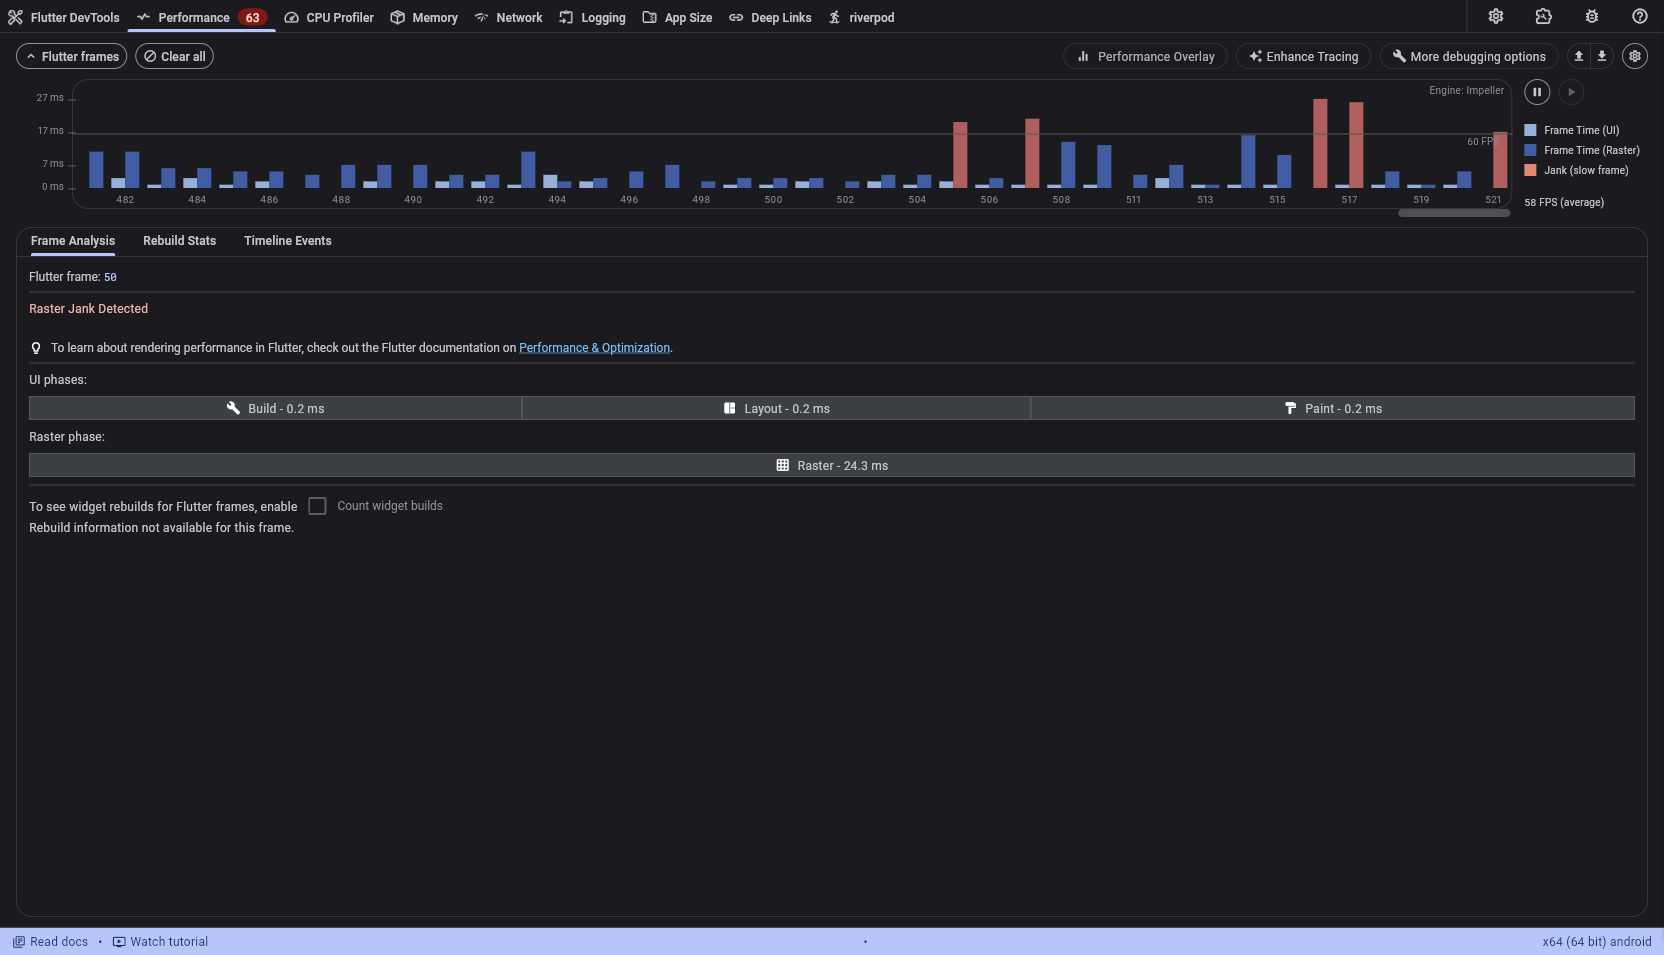 Flutter DevTools Performance 63 CPU Profiler Memory Network Logging App Size Deep Links riverpod
Flutter frames Clear all Performance Overlay Enhance Tracing More debugging options
Engine: Impeller
27 ms
17 ms
7 ms
0 ms
60 FPS
482 484 486 488 490 492 494 496 498 500 502 504 506 508 511 513 515 517 519 521
Frame Time (UI)
Frame Time (Raster)
Jank (slow frame)
58 FPS (average)
Frame Analysis Rebuild Stats Timeline Events
Flutter frame: 50
Raster Jank Detected
To learn about rendering performance in Flutter, check out the Flutter documentation on Performance & Optimization.
UI phases:
Build - 0.2 ms Layout - 0.2 ms Paint - 0.2 ms
Raster phase:
Raster - 24.3 ms
To see widget rebuilds for Flutter frames, enable Count widget builds
Rebuild information not available for this frame.
Read docs • Watch tutorial • x64 (64 bit) android